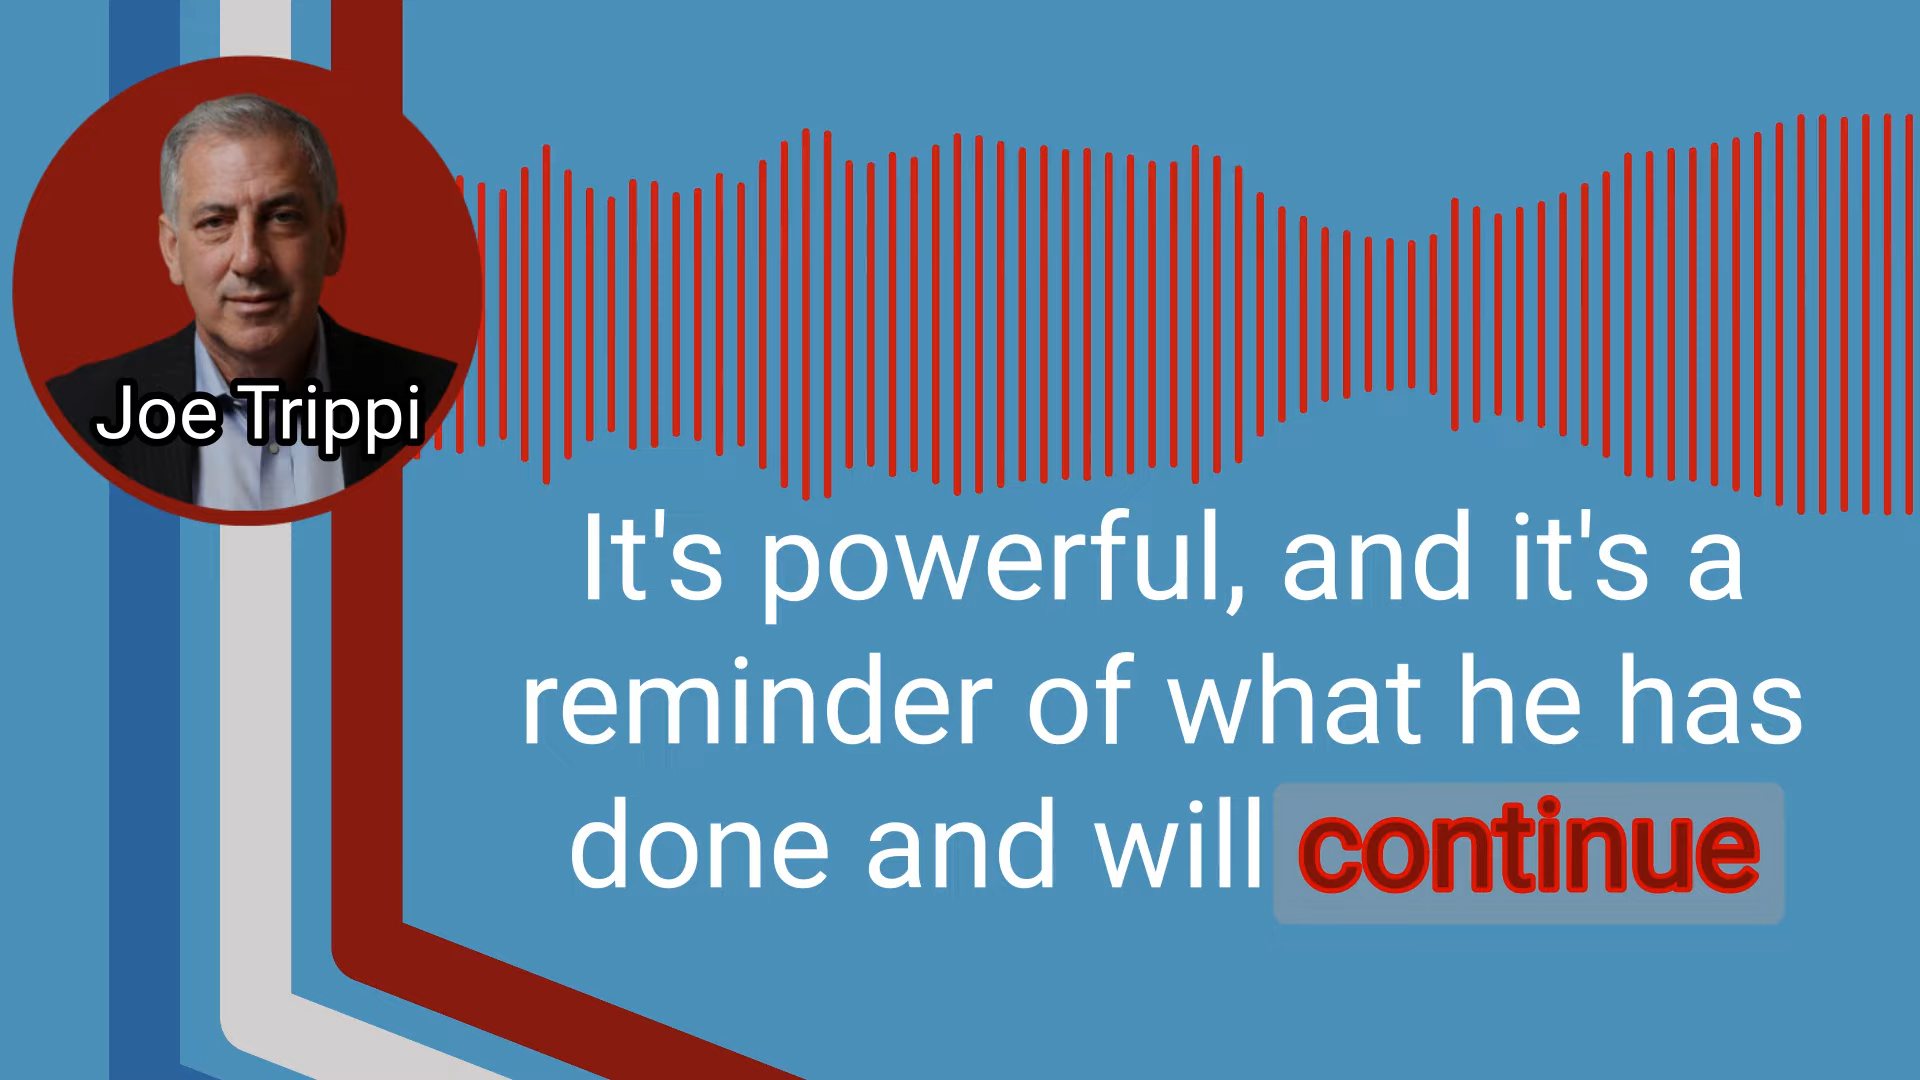 Joe Trippi
It's powerful, and it's a
reminder of what he has
done and will continue